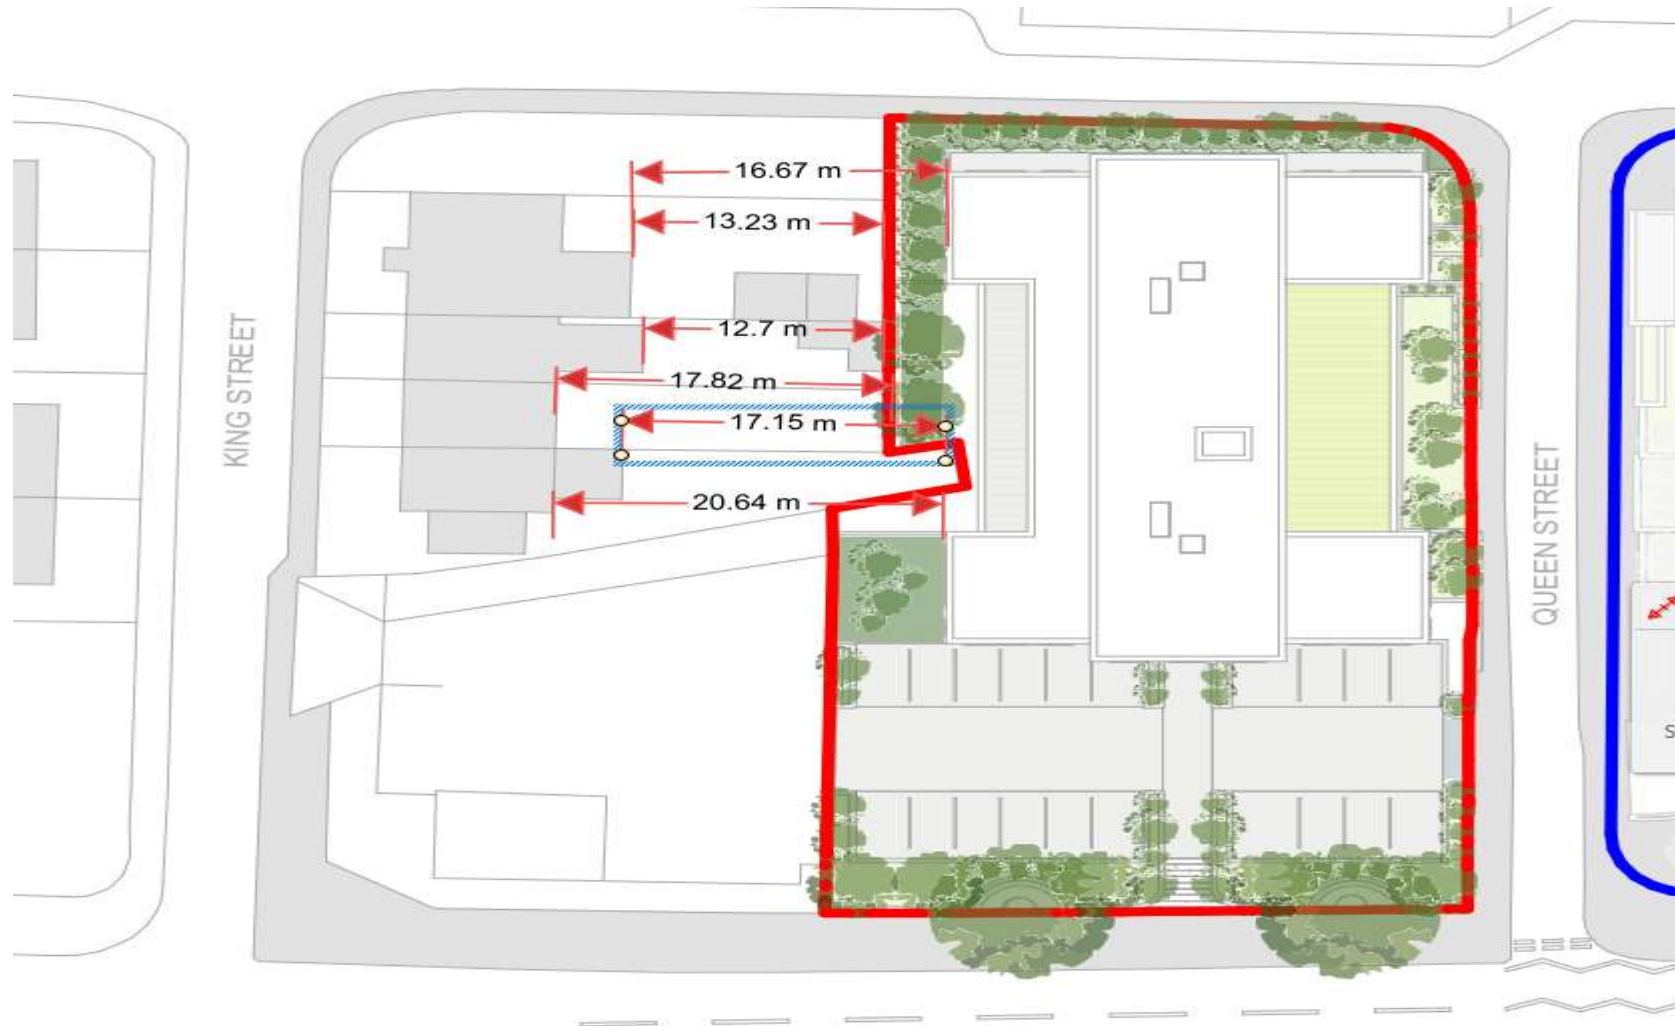 16.67 m
13.23 m
12.7 m
17.82 m
17.15 m
20.64 m
KING STREET
QUEEN STREET
S